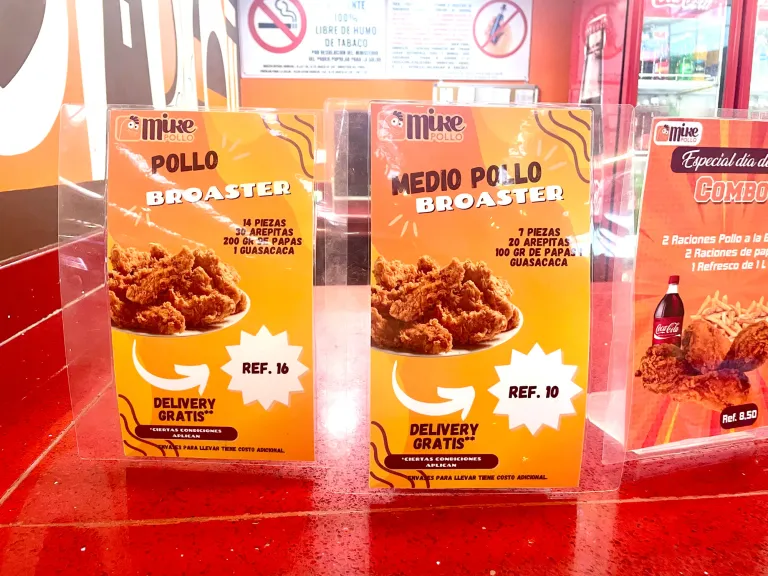 100%
LIBRE DE HUMO
DE TABACO
Coca-Cola
mike
POLLO
POLLO
BROASTER
14 PIEZAS
30 AREPITAS
200 GR DE PAPAS
1 GUASACACA
REF. 16
DELIVERY
GRATIS**
*CIERTAS CONDICIONES
APLICAN
ENVASES PARA LLEVAR TIENE COSTO ADICIONAL.
mike
POLLO
MEDIO POLLO
BROASTER
7 PIEZAS
20 AREPITAS
100 GR DE PAPAS
GUASACACA
REF. 10
DELIVERY
GRATIS**
*CIERTAS CONDICIONES
APLICAN
ENVASES PARA LLEVAR TIENE COSTO ADICIONAL.
mike
POLLO
Especial día
COMBO
2 Raciones Pollo a la
2 Raciones de
1 Refresco de 1 L
Coca-Cola
Ref. 8.50